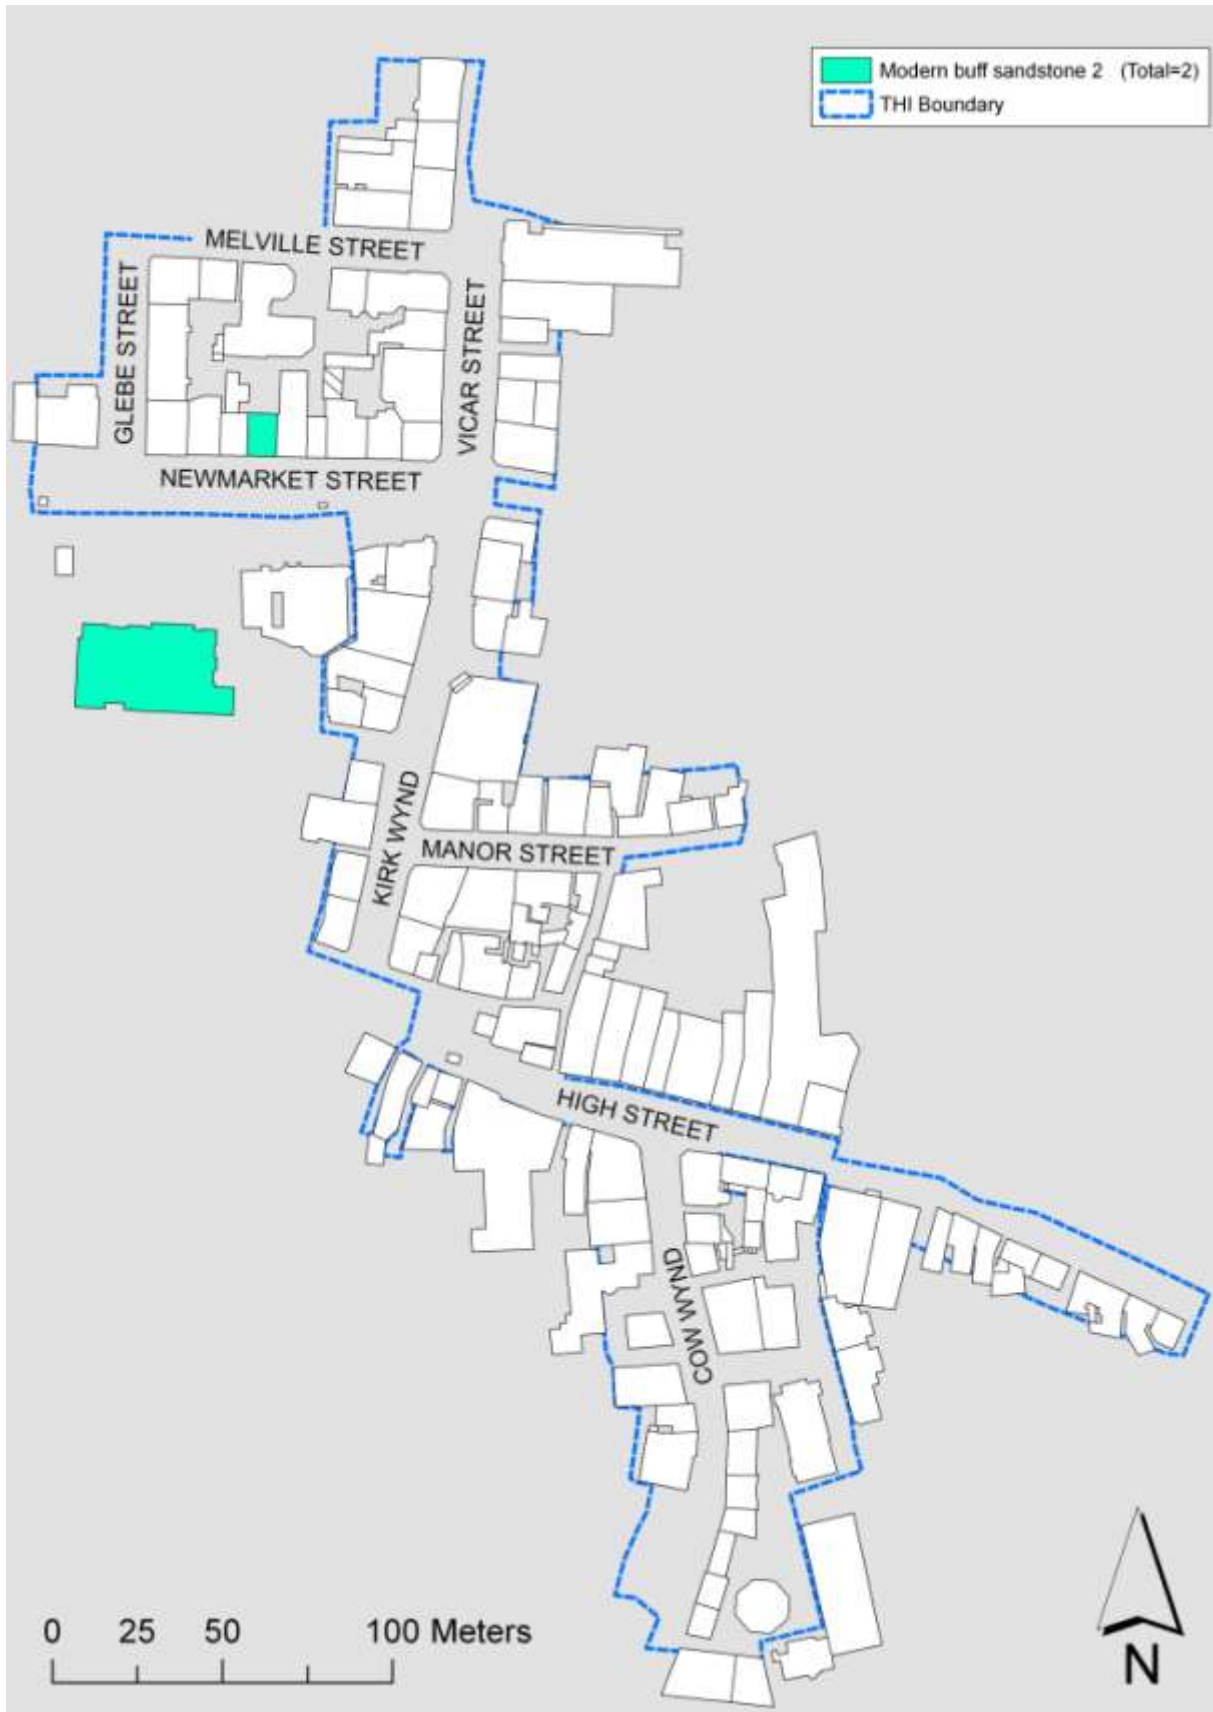 Modern buff sandstone 2 (Total=2)
THI Boundary
MELVILLE STREET
GLEBE STREET
VICAR STREET
NEWMARKET STREET
KIRK WYND
MANOR STREET
HIGH STREET
COW WYND
0 25 50 100 Meters
N